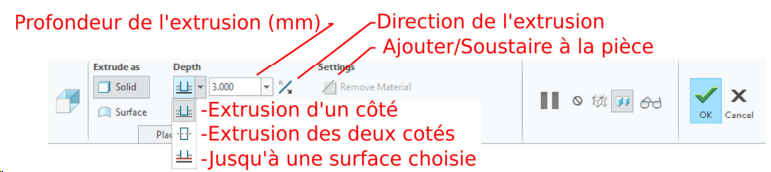 Profondeur de l'extrusion (mm)
Direction de l'extrusion
Ajouter/Soustaire à la pièce
Extrude as
Depth
Settings
Solid
3.000
Remove Material
Surface
-Extrusion d'un côté
-Extrusion des deux cotés
-Jusqu'à une surface choisie
OK
Cancel